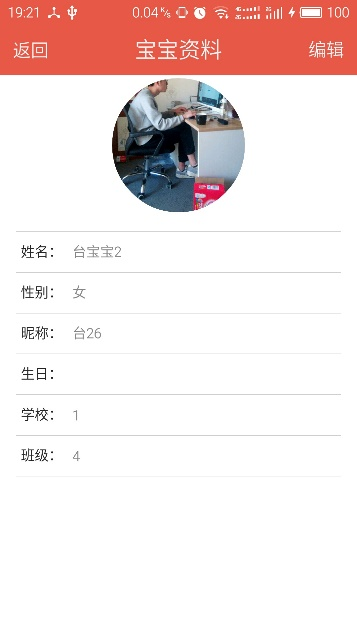 19:21 0.04 K/s 100
返回 宝宝资料 编辑
姓名： 台宝宝2
性别： 女
昵称： 台26
生日：
学校： 1
班级： 4